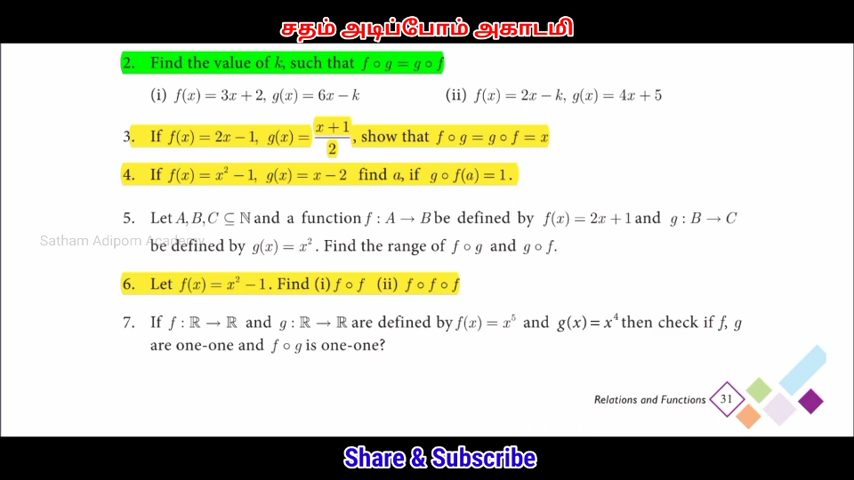 சதம் அடிப்போம் அகாடமி
2. Find the value of k, such that f ∘ g = g ∘ f
(i) f(x) = 3x + 2, g(x) = 6x − k (ii) f(x) = 2x − k, g(x) = 4x + 5
3. If f(x) = 2x − 1, g(x) = (x + 1)/2, show that f ∘ g = g ∘ f = x
4. If f(x) = x² − 1, g(x) = x − 2 find a, if g ∘ f(a) = 1.
5. Let A, B, C ⊆ ℕ and a function f : A → B be defined by f(x) = 2x + 1 and g : B → C
Satham Adipom Academy
be defined by g(x) = x². Find the range of f ∘ g and g ∘ f.
6. Let f(x) = x² − 1. Find (i) f ∘ f (ii) f ∘ f ∘ f
7. If f : ℝ → ℝ and g : ℝ → ℝ are defined by f(x) = x⁵ and g(x) = x⁴ then check if f, g
are one-one and f ∘ g is one-one?
Relations and Functions 31
Share & Subscribe